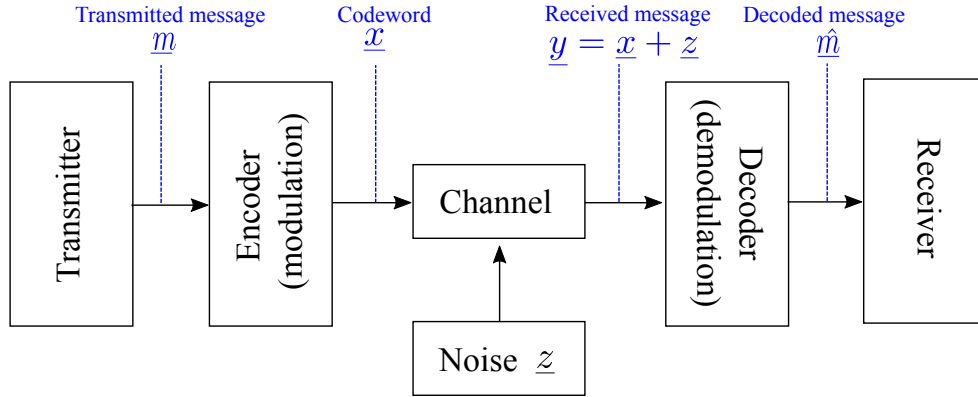 Transmitted message
m
Codeword
x
Received message
y = x + z
Decoded message
m̂
Transmitter
Encoder
(modulation)
Channel
Decoder
(demodulation)
Receiver
Noise z